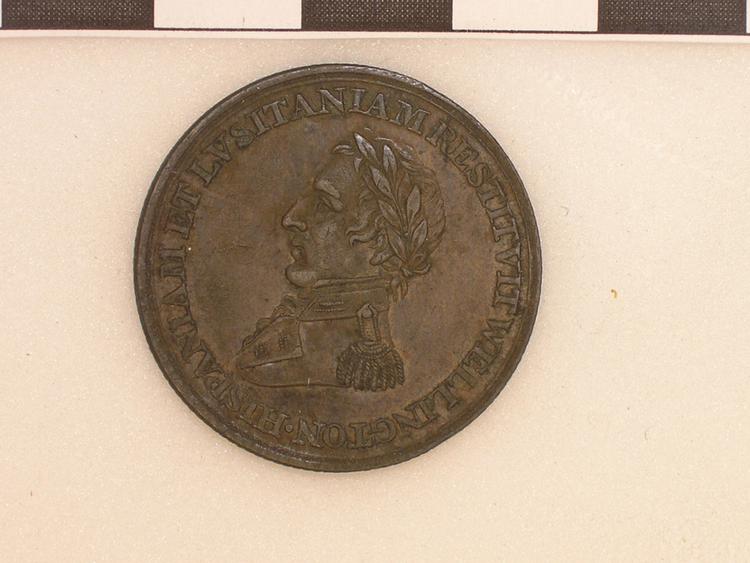 HISPANIAM ET LVSITANIAM RESTITVIT WELLINGTON ·